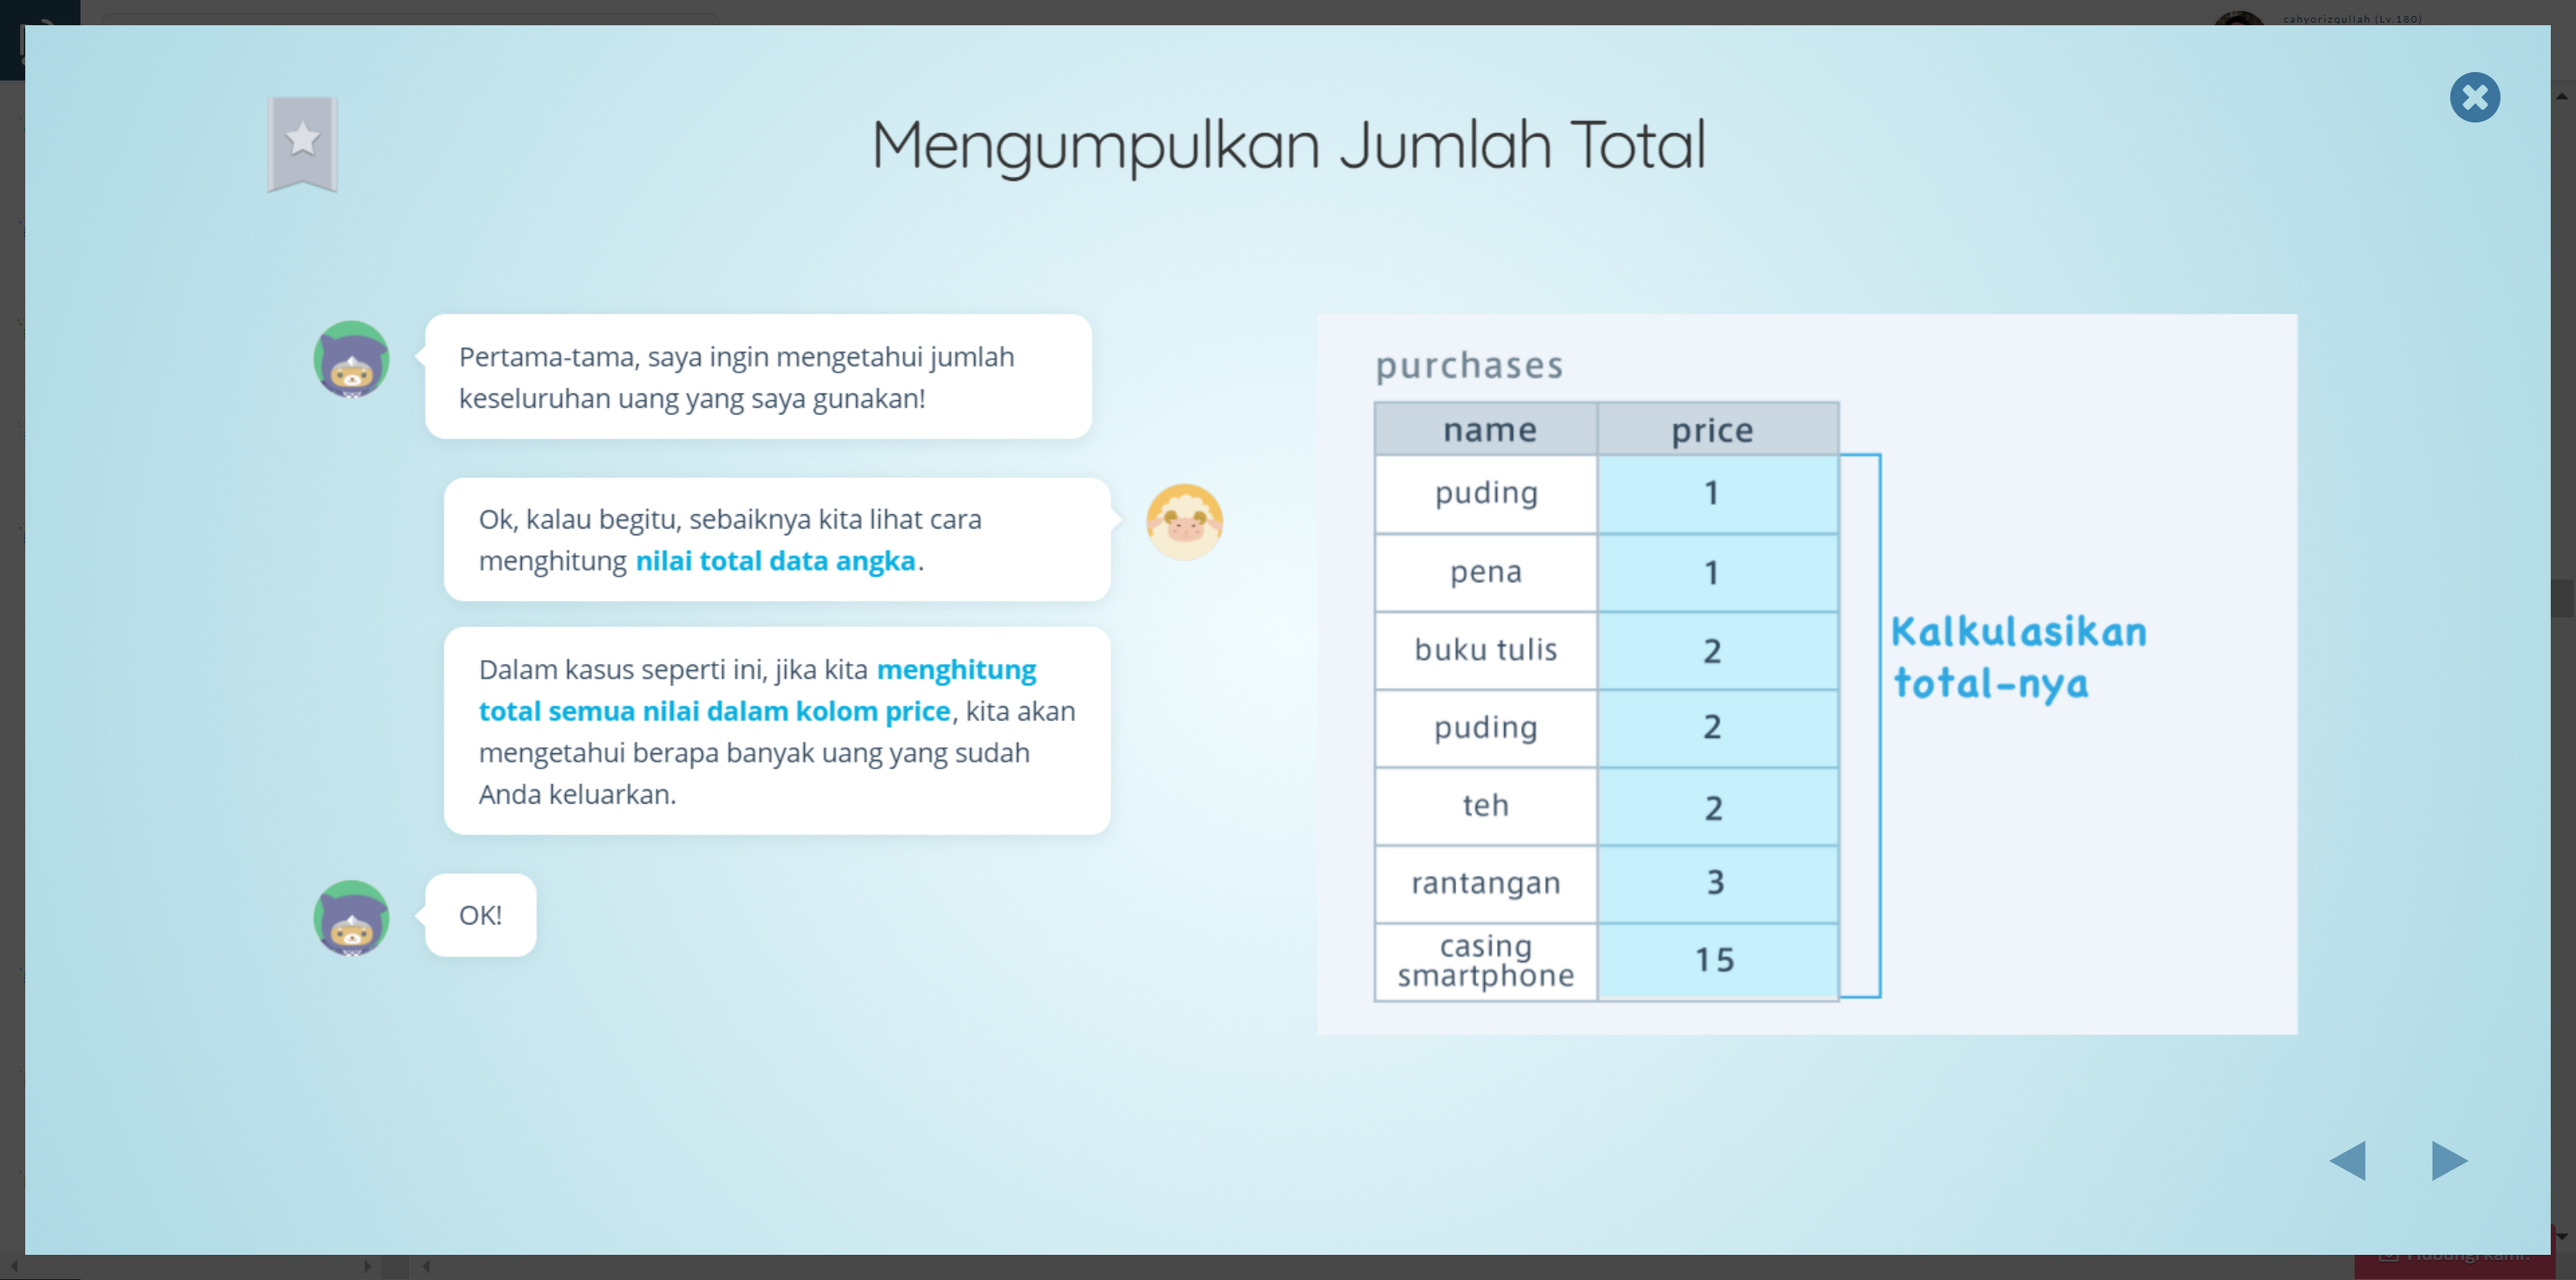 cahyorizqullah (Lv.180)
Mengumpulkan Jumlah Total
Pertama-tama, saya ingin mengetahui jumlah
keseluruhan uang yang saya gunakan!
Ok, kalau begitu, sebaiknya kita lihat cara
menghitung nilai total data angka.
Dalam kasus seperti ini, jika kita menghitung
total semua nilai dalam kolom price, kita akan
mengetahui berapa banyak uang yang sudah
Anda keluarkan.
OK!
purchases
name price
puding 1
pena 1
buku tulis 2
puding 2
teh 2
rantangan 3
casing
smartphone 15
Kalkulasikan
total-nya